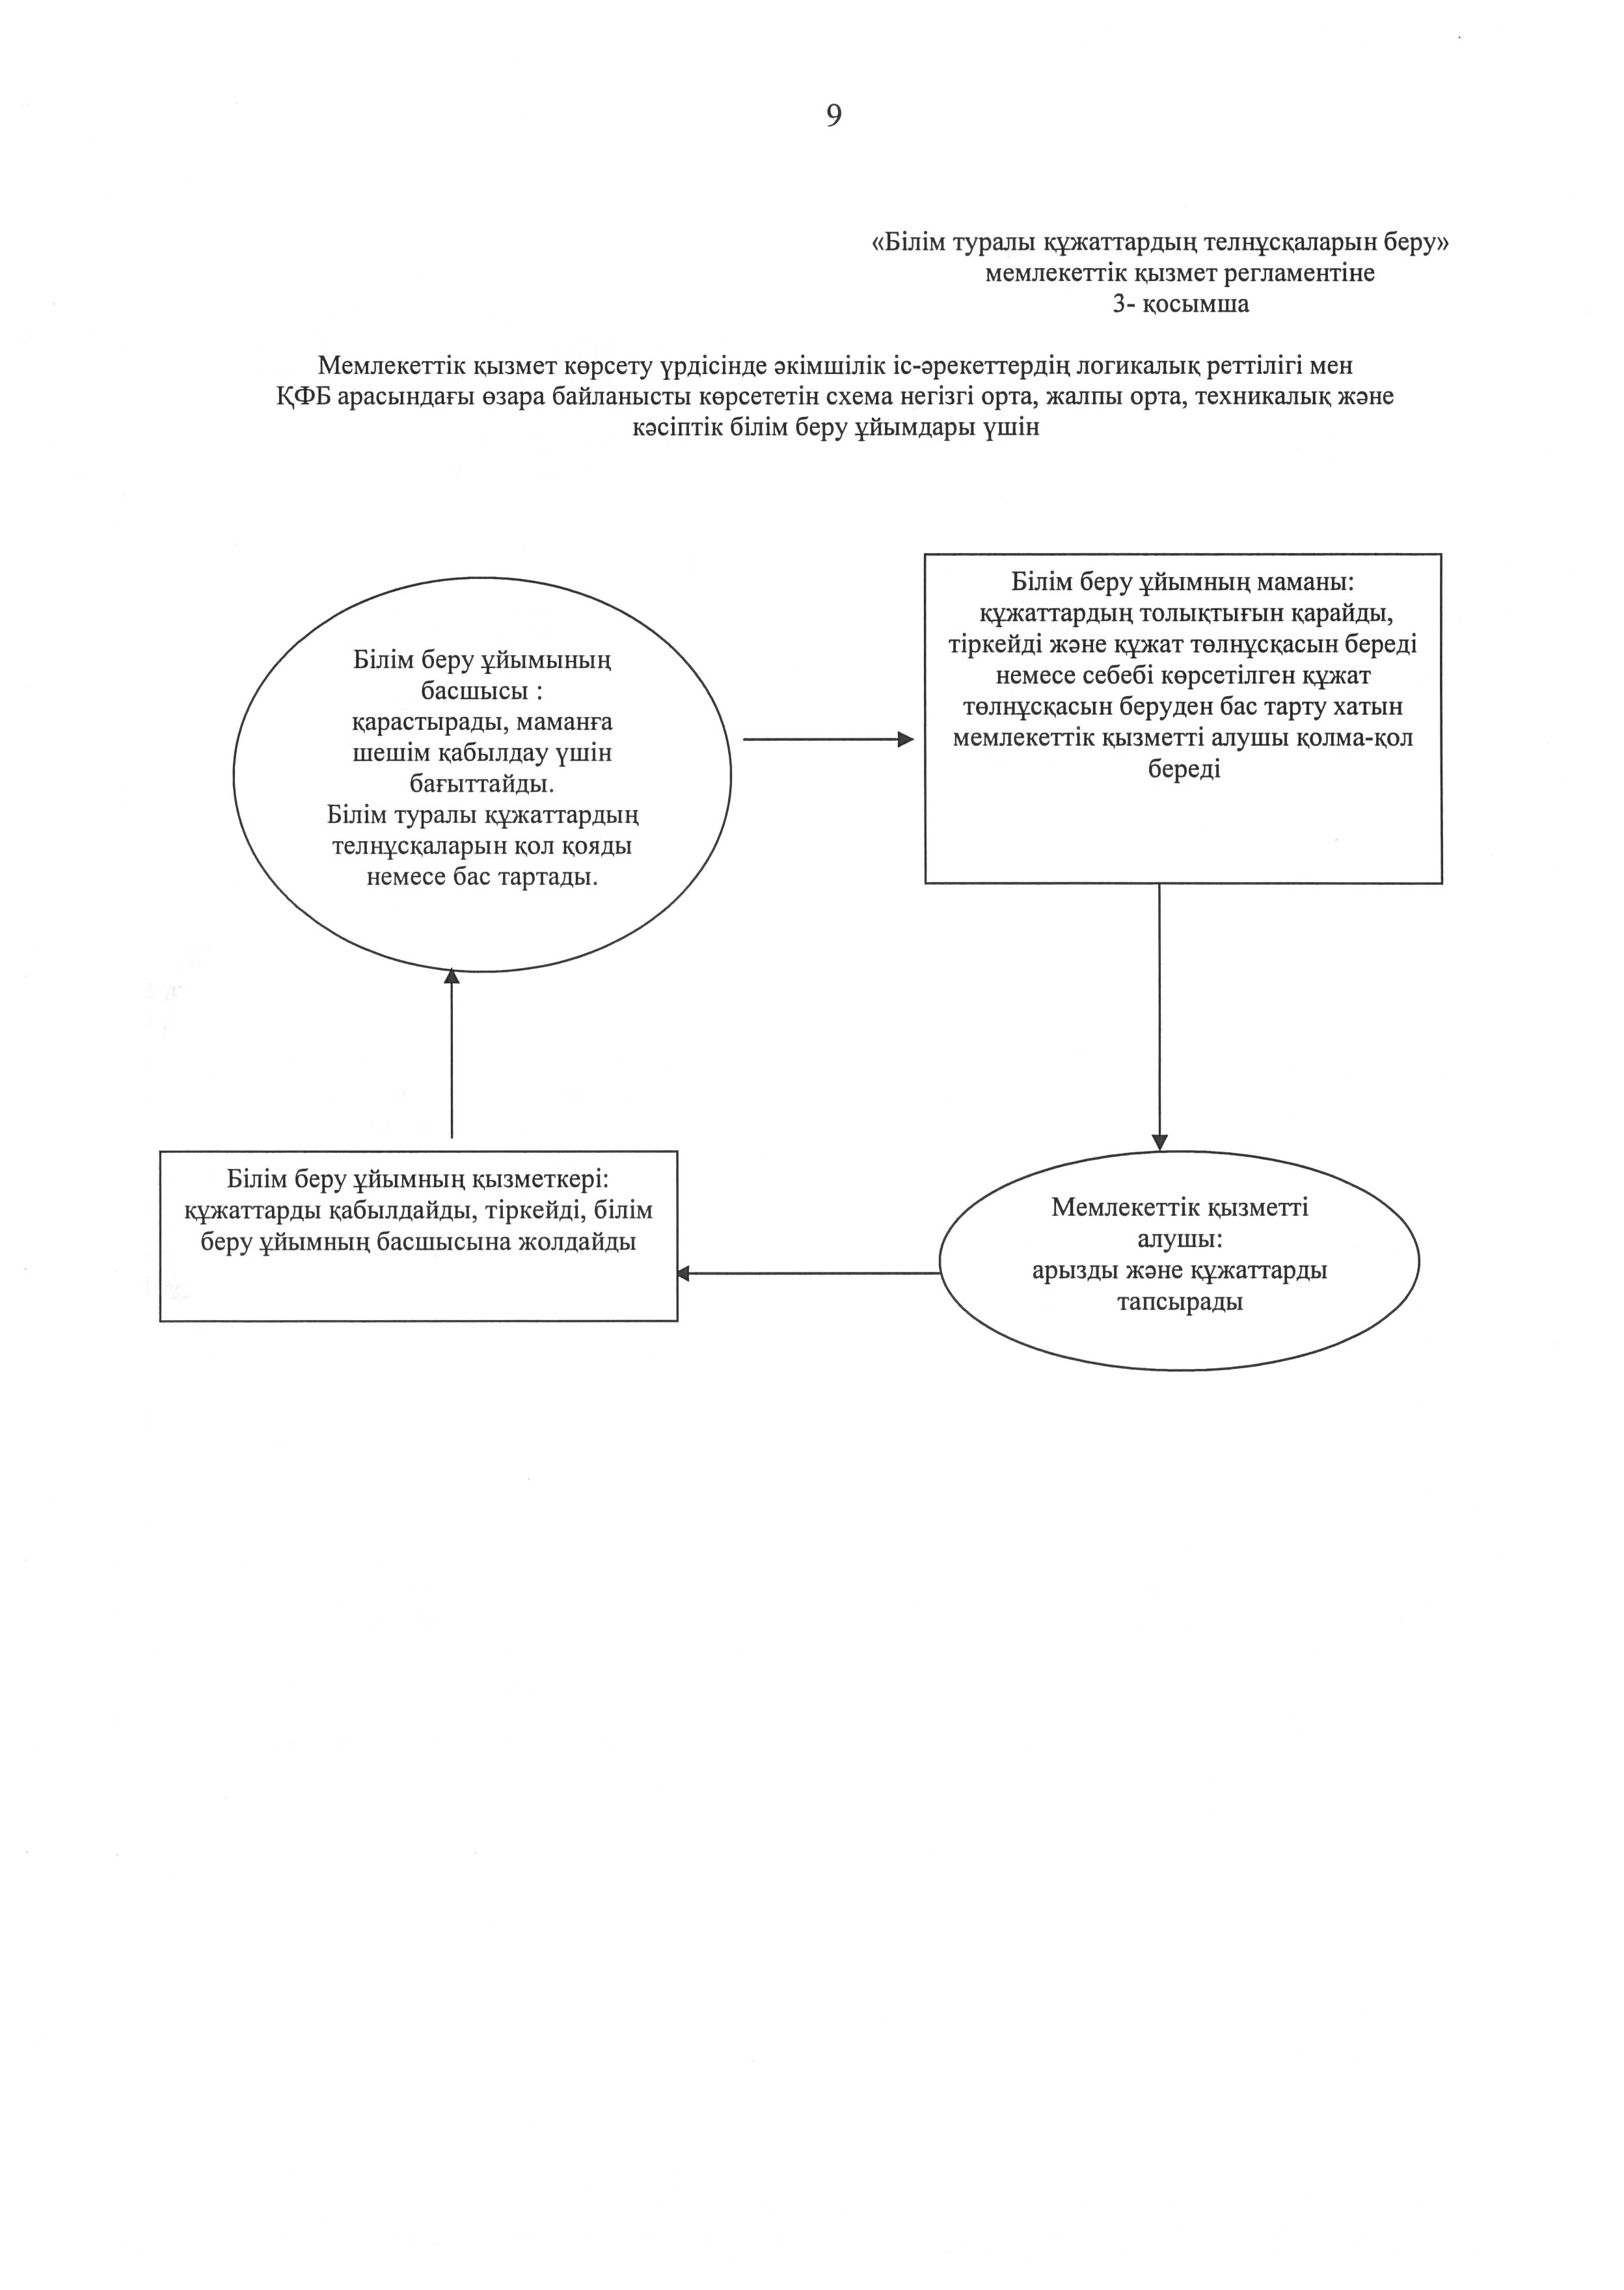 9
«Білім туралы құжаттардың телнұсқаларын беру»
мемлекеттік қызмет регламентіне
3- қосымша
Мемлекеттік қызмет көрсету үрдісінде әкімшілік іс-әрекеттердің логикалық реттілігі мен
ҚФБ арасындағы өзара байланысты көрсететін схема негізгі орта, жалпы орта, техникалық және
кәсіптік білім беру ұйымдары үшін
Білім беру ұйымының
басшысы :
қарастырады, маманға
шешім қабылдау үшін
бағыттайды.
Білім туралы құжаттардың
телнұсқаларын қол қояды
немесе бас тартады.
Білім беру ұйымның маманы:
құжаттардың толықтығын қарайды,
тіркейді және құжат төлнұсқасын береді
немесе себебі көрсетілген құжат
төлнұсқасын беруден бас тарту хатын
мемлекеттік қызметті алушы қолма-қол
береді
Білім беру ұйымның қызметкері:
құжаттарды қабылдайды, тіркейді, білім
беру ұйымның басшысына жолдайды
Мемлекеттік қызметті
алушы:
арызды және құжаттарды
тапсырады